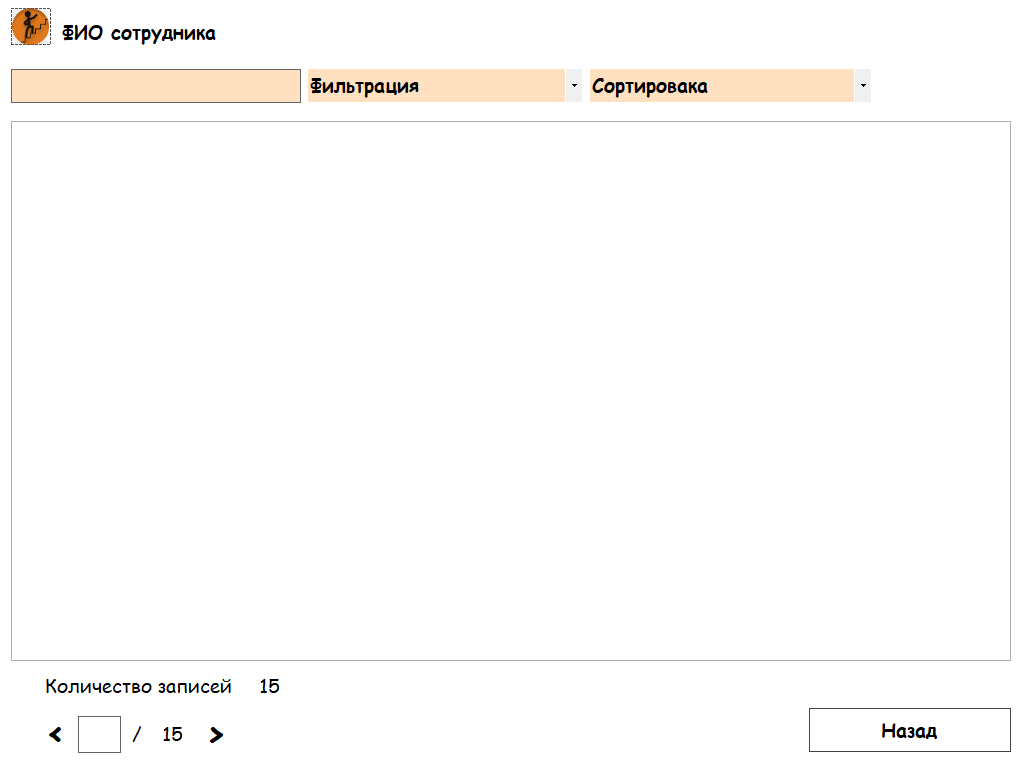 ФИО сотрудника
Фильтрация Сортировака
Количество записей 15
< / 15 >
Назад